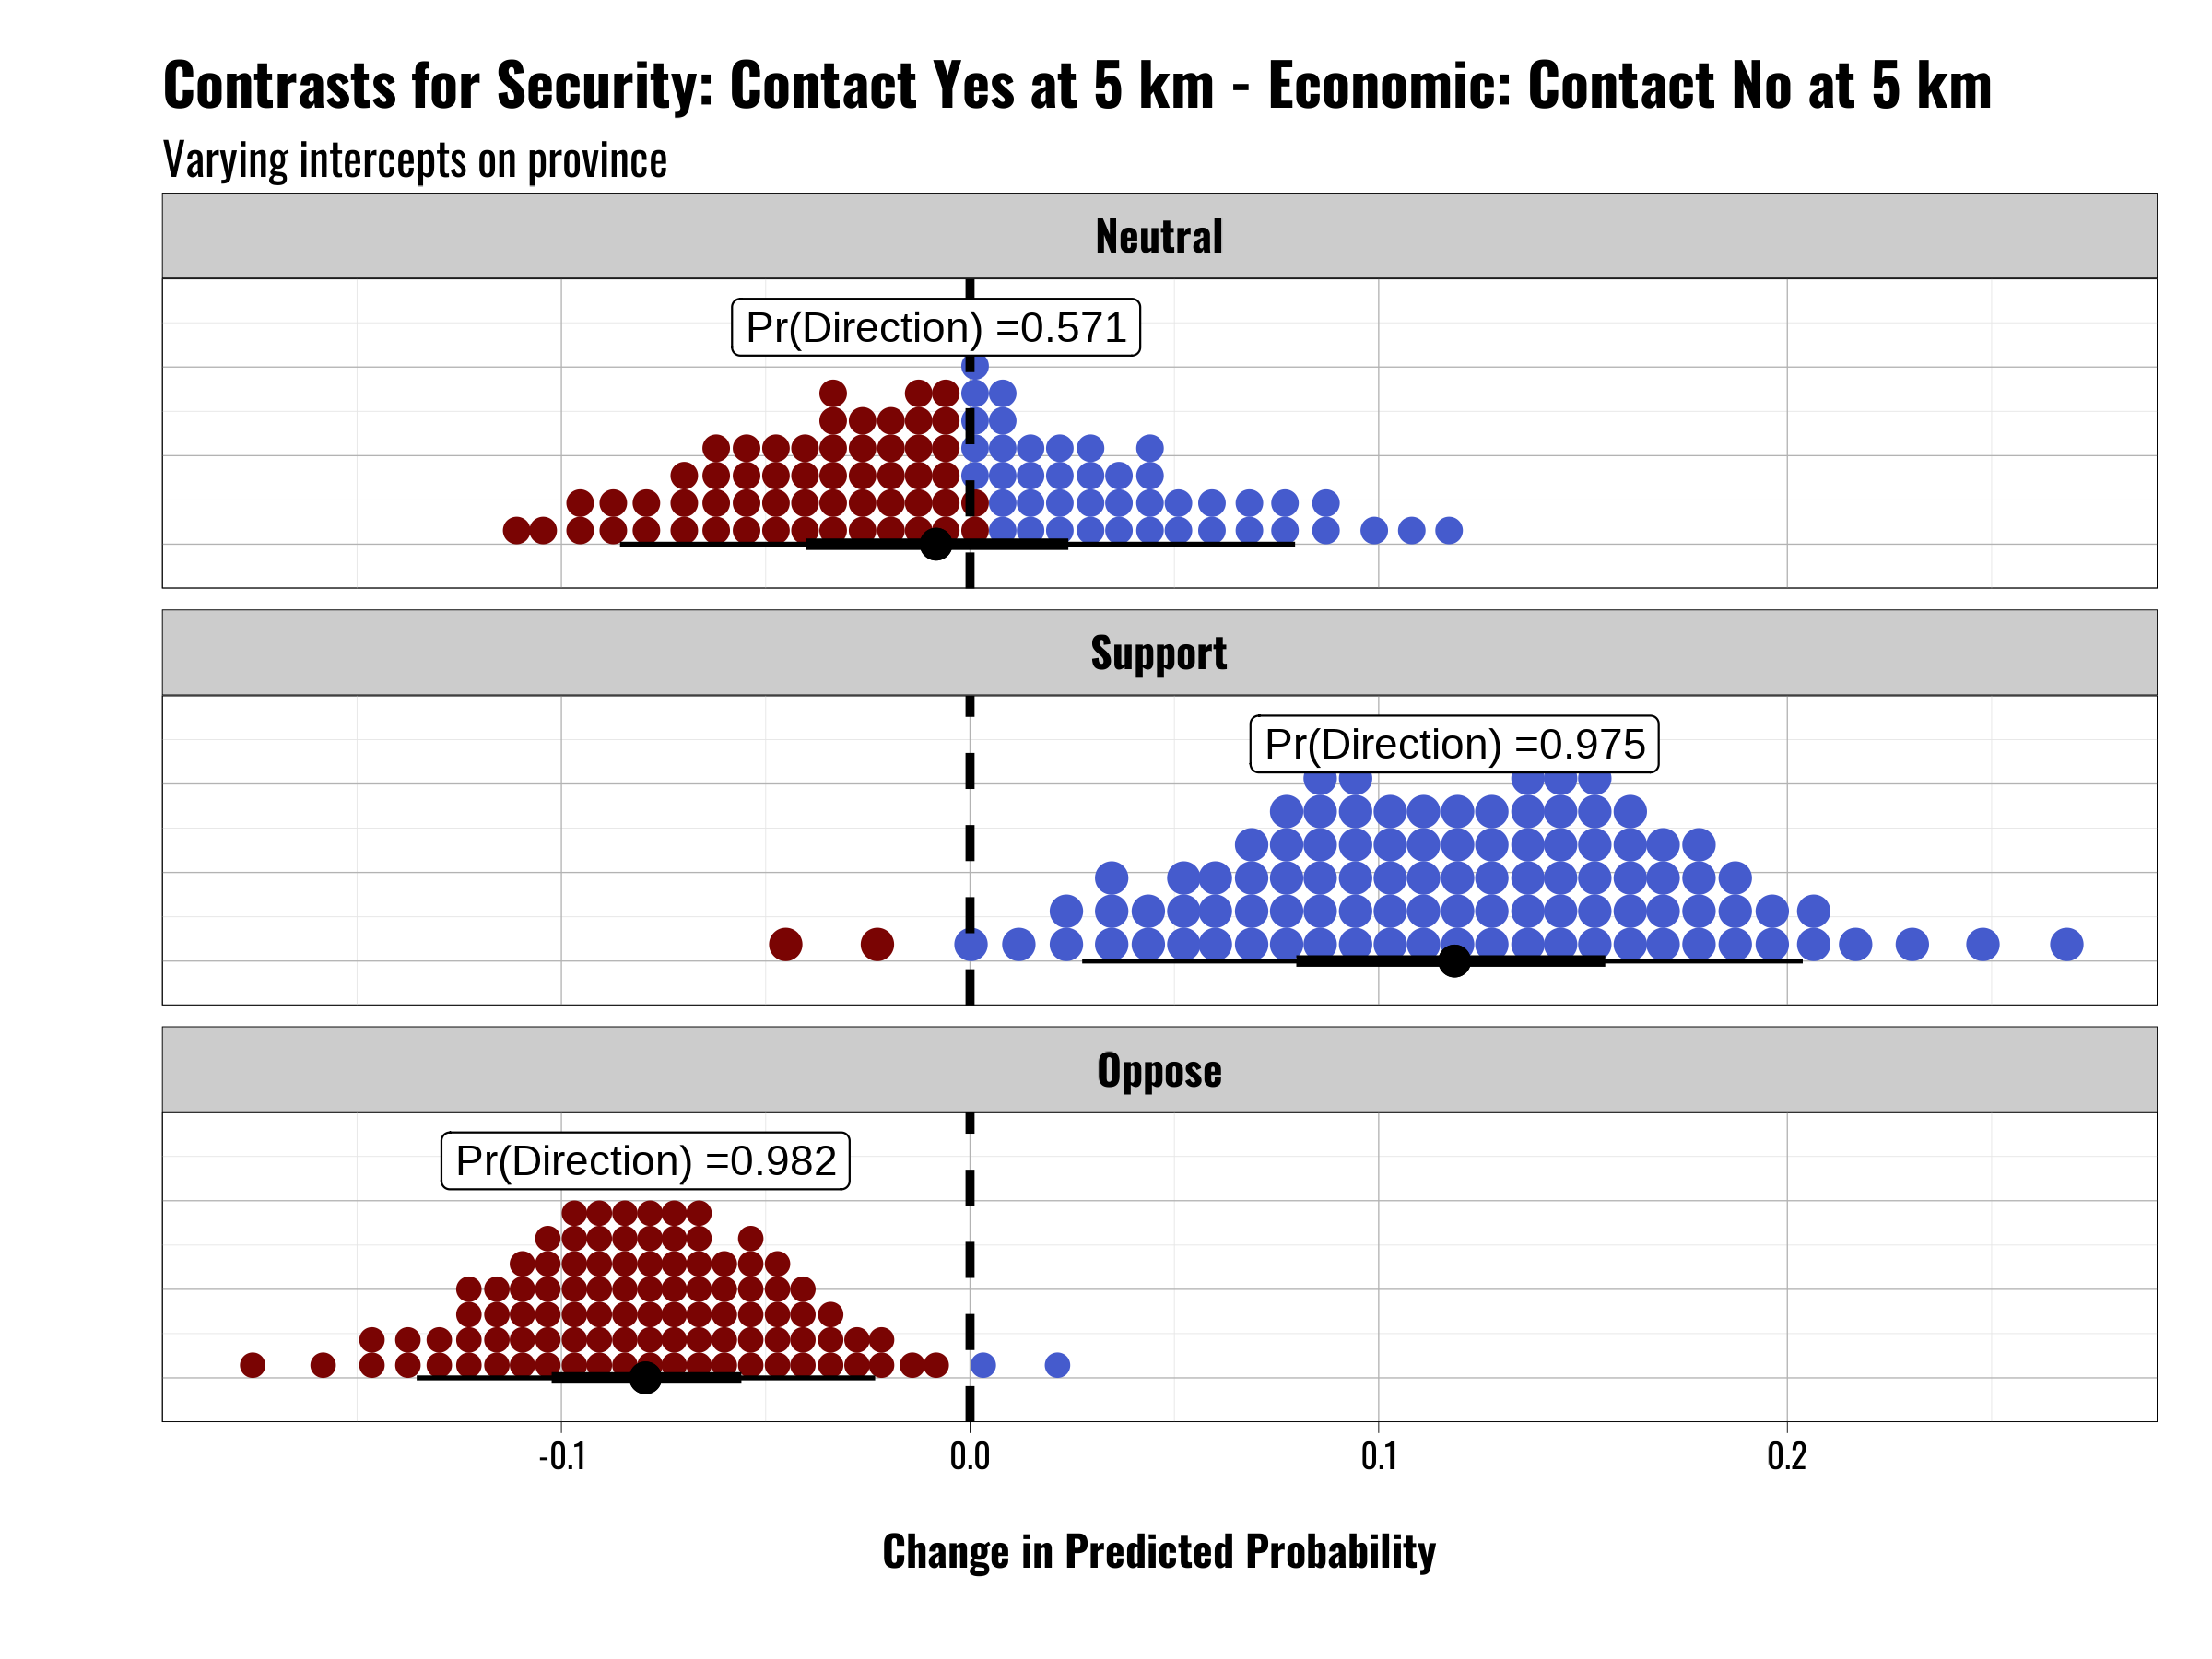 Contrasts for Security: Contact Yes at 5 km - Economic: Contact No at 5 km
Varying intercepts on province
Neutral
Pr(Direction) =0.571
Support
Pr(Direction) =0.975
Oppose
Pr(Direction) =0.982
-0.1 0.0 0.1 0.2
Change in Predicted Probability